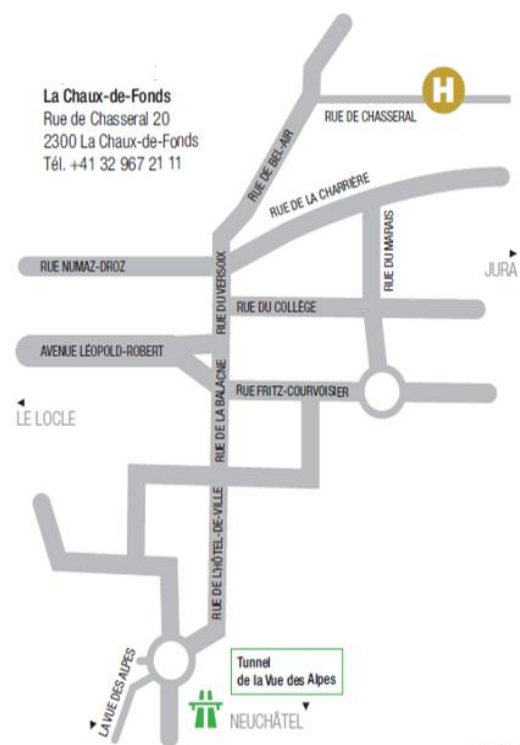 La Chaux-de-Fonds
Rue de Chasseral 20
2300 La Chaux-de-Fonds
Tél. +41 32 967 21 11
H
RUE DE CHASSERAL
RUE DE BEL-AIR
RUE DE LA CHARRIÈRE
RUE DU MARAIS
JURA
RUE NUMAZ-DROZ
RUE DU VERSOIX
RUE DU COLLÈGE
AVENUE LÉOPOLD-ROBERT
RUE DE LA BALACNE
RUE FRITZ-COURVOISIER
LE LOCLE
RUE DE L'HÔTEL-DE-VILLE
LA VUE DES ALPES
Tunnel
de la Vue des Alpes
NEUCHÂTEL